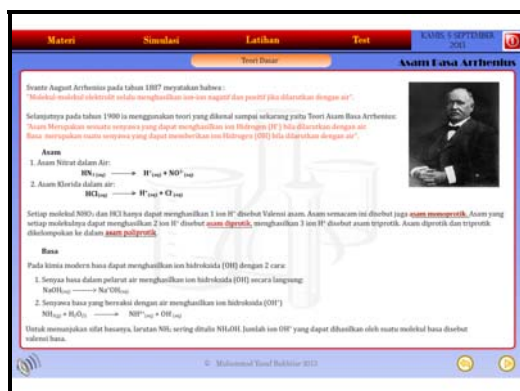 Materi Simulasi Latihan Test KAMIS, 5 SEPTEMBER 2013
Teori Dasar
Asam Basa Arrhenius
Svante August Arrhenius pada tahun 1887 meyatakan bahwa :
"Molekul-molekul elektrolit selalu menghasilkan ion-ion negatif dan positif jika dilarutkan dengan air".
Selanjutnya pada tahun 1900 ia menggunakan teori yang dikenal sampai sekarang yaitu Teori Asam Basa Arrhenius:
"Asam Merupakan sesuatu senyawa yang dapat menghasilkan ion Hidrogen (H⁺) bila dilarutkan dengan air.
Basa merupakan suatu senyawa yang dapat memberikan ion Hidrogen (OH) bila dilarutkan dengan air".
Asam
1. Asam Nitrat dalam Air:
HN₃(aq) ⟶ H⁺(aq) + NO³⁻(aq)
2. Asam Klorida dalam air:
HCl(aq) ⟶ H⁺(aq) + Cl⁻(aq)
Setiap molekul NHO₃ dan HCl hanya dapat menghasilkan 1 ion H⁺ disebut Valensi asam. Asam semacam ini disebut juga asam monoprotik. Asam yang
setiap molekulnya dapat menghasilkan 2 ion H⁺ disebut asam diprotik, menghasilkan 3 ion H⁺ disebut asam triprotik. Asam diprotik dan triprotik
dikelompokan ke dalam asam poliprotik.
Basa
Pada kimia modern basa dapat menghasilkan ion hidroksida (OH) dengan 2 cara:
1. Senyaa basa dalam pelarut air menghasilkan ion hidroksida (OH) secara langsung:
NaOH(aq) ⟶ Na⁺OH(aq)
2. Senyawa basa yang bereaksi dengan air menghasilkan ion hidroksida (OH⁻)
NH₃(g) + H₂O(l) ⟶ NH⁴⁺(aq) + OH⁻(aq)
Untuk menunjukan sifat basanya, larutan NH₃ sering ditulis NH₄OH. Jumlah ion OH⁻ yang dapat dihasilkan oleh suatu molekul basa disebut
valensi basa.
© Muhammad Yusuf Bakhtiar 2013